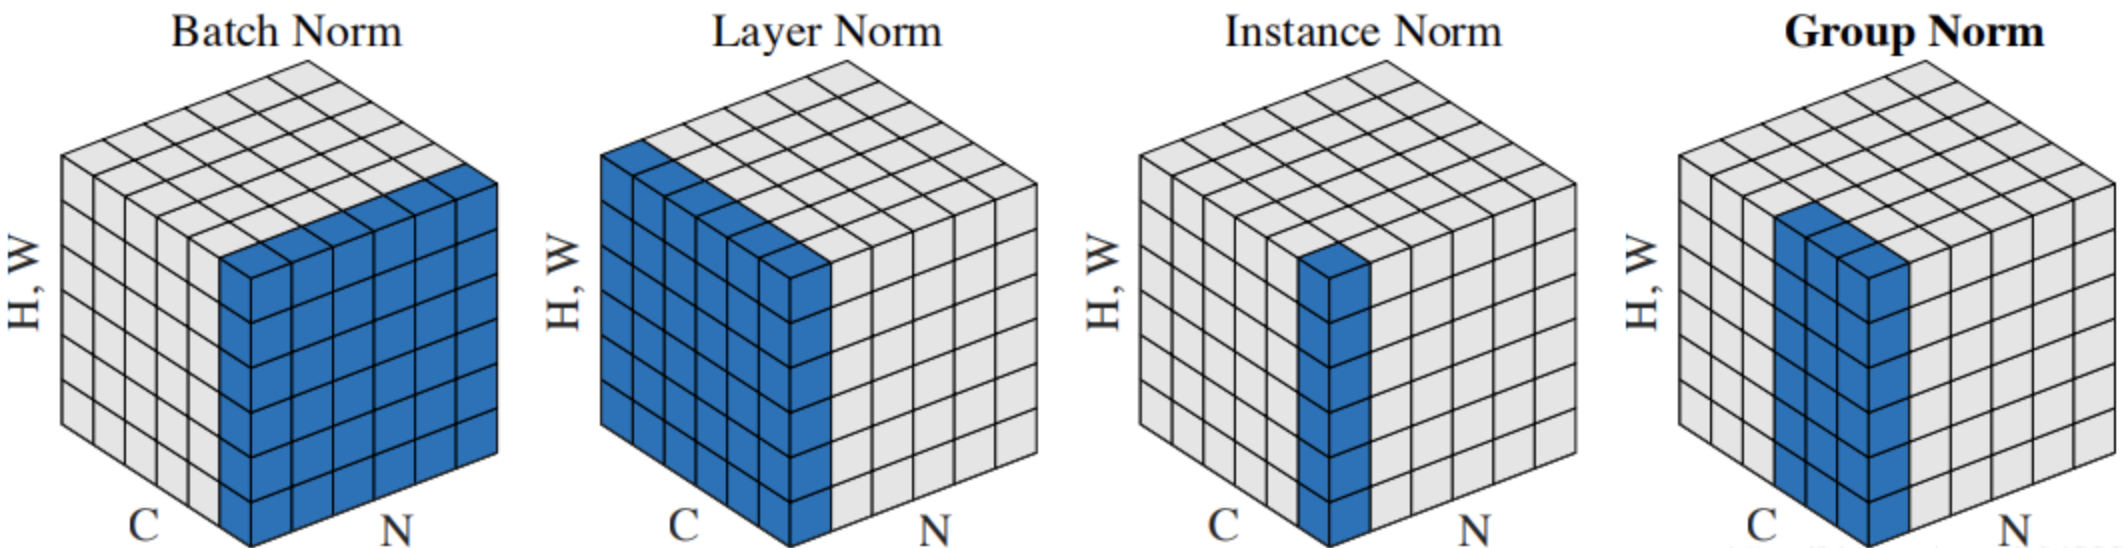 Batch Norm
Layer Norm
Instance Norm
Group Norm
H, W
C
N
H, W
C
N
H, W
C
N
H, W
C
N